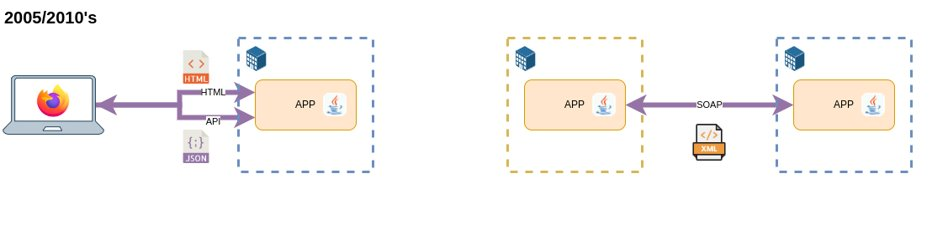 2005/2010's
HTML
HTML
API
{;}
JSON
APP
APP
SOAP
</>
XML
APP